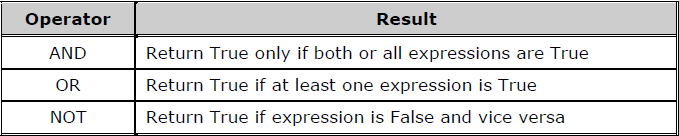 Operator Result
AND Return True only if both or all expressions are True
OR Return True if at least one expression is True
NOT Return True if expression is False and vice versa